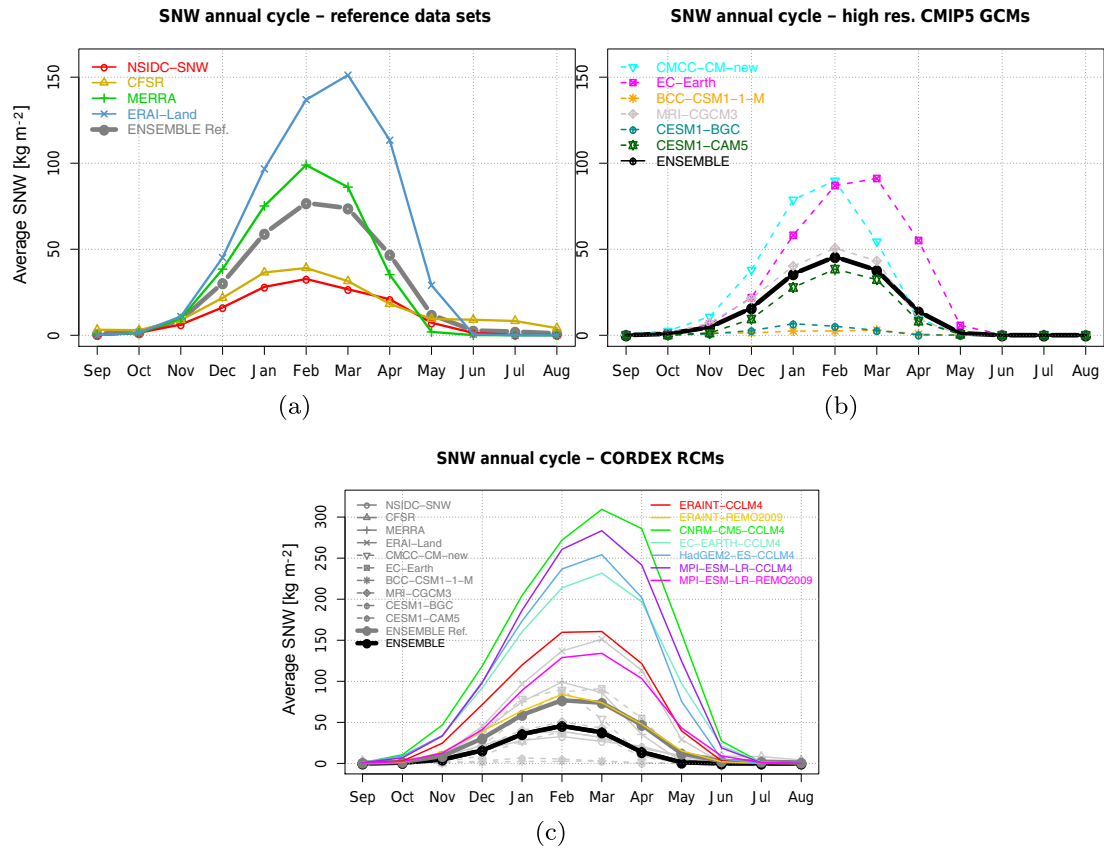 SNW annual cycle – reference data sets
Average SNW [kg m-2]
150
100
50
0
NSIDC–SNW
CFSR
MERRA
ERAI–Land
ENSEMBLE Ref.
Sep Oct Nov Dec Jan Feb Mar Apr May Jun Jul Aug
(a)
SNW annual cycle – high res. CMIP5 GCMs
150
100
50
0
CMCC–CM–new
EC–Earth
BCC–CSM1–1–M
MRI–CGCM3
CESM1–BGC
CESM1–CAM5
ENSEMBLE
Sep Oct Nov Dec Jan Feb Mar Apr May Jun Jul Aug
(b)
SNW annual cycle – CORDEX RCMs
Average SNW [kg m-2]
300
250
200
150
100
50
0
NSIDC–SNW
CFSR
MERRA
ERAI–Land
CMCC–CM–new
EC–Earth
BCC–CSM1–1–M
MRI–CGCM3
CESM1–BGC
CESM1–CAM5
ENSEMBLE Ref.
ENSEMBLE
ERAINT–CCLM4
ERAINT–REMO2009
CNRM–CM5–CCLM4
EC–EARTH–CCLM4
HadGEM2–ES–CCLM4
MPI–ESM–LR–CCLM4
MPI–ESM–LR–REMO2009
Sep Oct Nov Dec Jan Feb Mar Apr May Jun Jul Aug
(c)